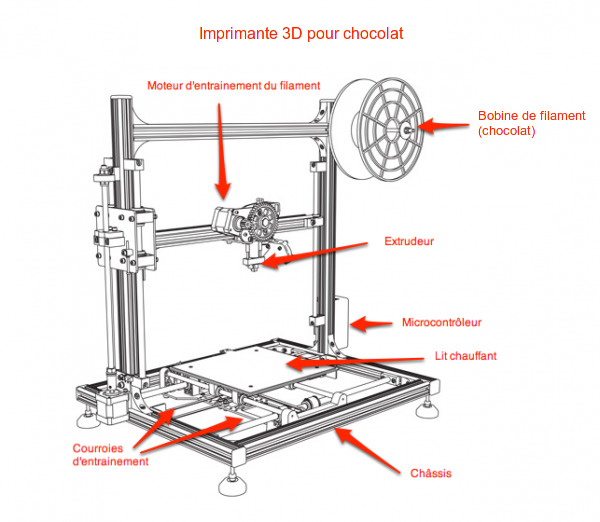 Imprimante 3D pour chocolat
Moteur d'entrainement du filament
Bobine de filament
(chocolat)
Extrudeur
Microcontrôleur
Lit chauffant
Courroies
d'entrainement
Châssis